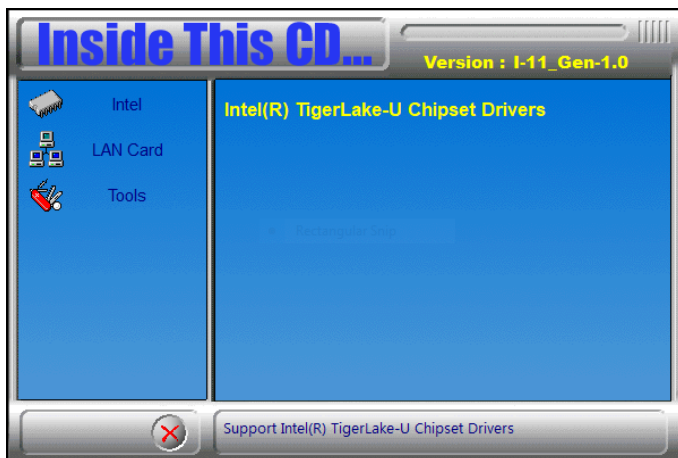 Inside This CD...
Version : I-11_Gen-1.0
Intel
LAN Card
Tools
Intel(R) TigerLake-U Chipset Drivers
Rectangular Snip
Support Intel(R) TigerLake-U Chipset Drivers